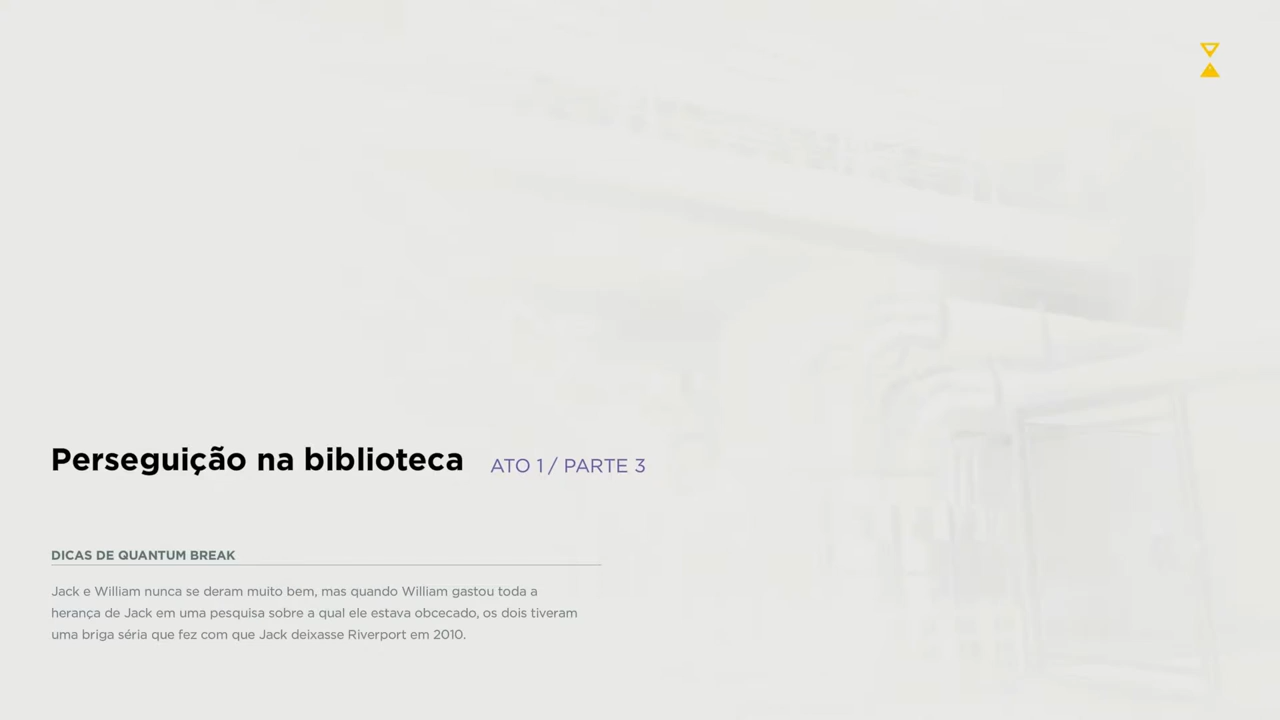 Perseguição na biblioteca ATO 1 / PARTE 3
DICAS DE QUANTUM BREAK
Jack e William nunca se deram muito bem, mas quando William gastou toda a
herança de Jack em uma pesquisa sobre a qual ele estava obcecado, os dois tiveram
uma briga séria que fez com que Jack deixasse Riverport em 2010.